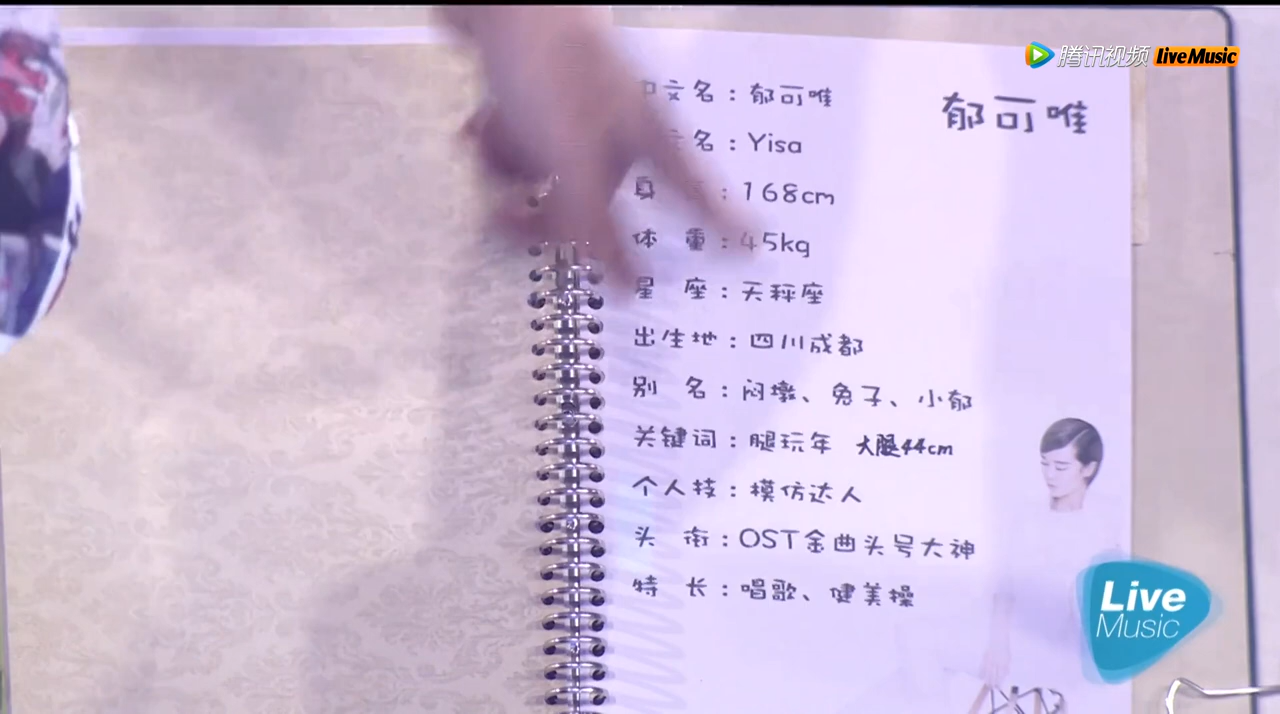 腾讯视频 Live Music
郁可唯
中文名：郁可唯
名：Yisa
身 ：168cm
体 重：45kg
星 座：天秤座
出生地：四川成都
别 名：闷墩、兔子、小郁
关键词：腿玩年 大腿44cm
个人技：模仿达人
头 衔：OST金曲头号大神
特 长：唱歌、健美操
Live
Music